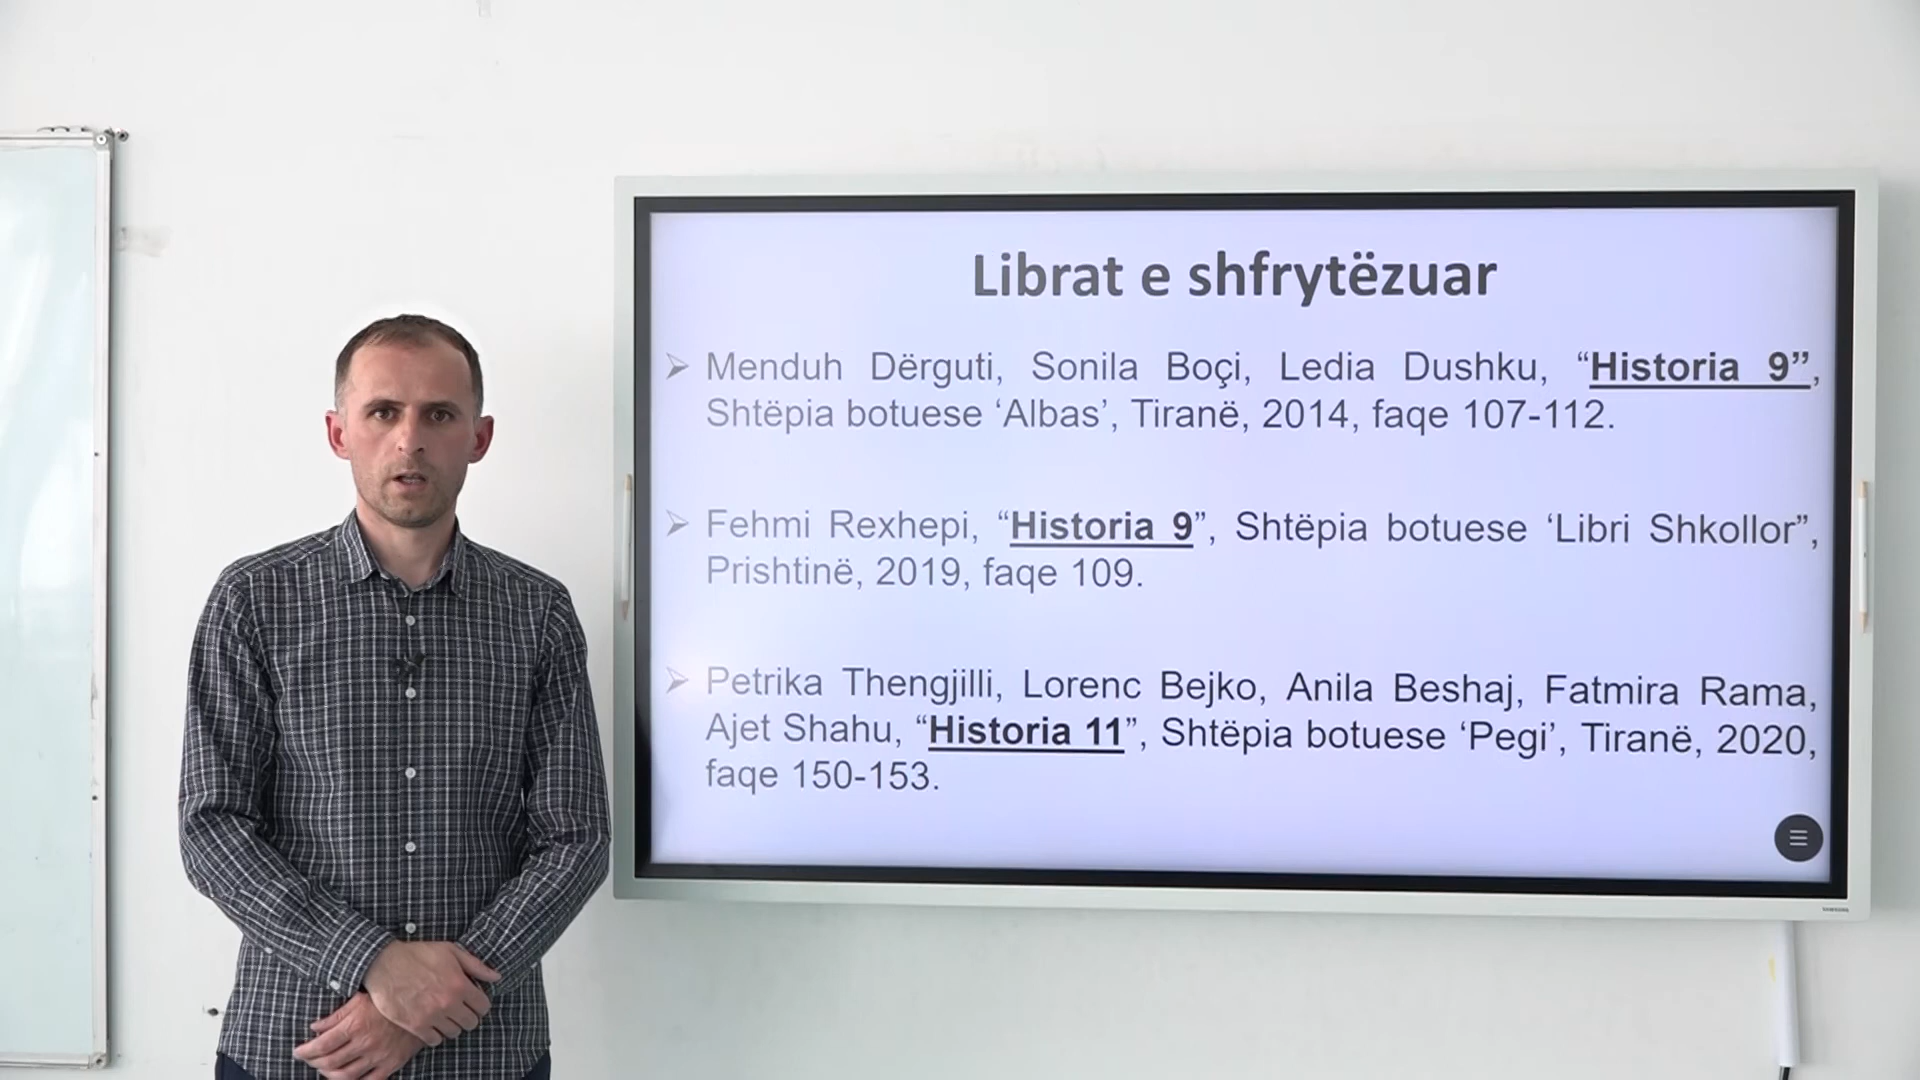 Librat e shfrytëzuar
Menduh Dërguti, Sonila Boçi, Ledia Dushku, “Historia 9”,
Shtëpia botuese ‘Albas’, Tiranë, 2014, faqe 107-112.
Fehmi Rexhepi, “Historia 9”, Shtëpia botuese ‘Libri Shkollor”,
Prishtinë, 2019, faqe 109.
Petrika Thengjilli, Lorenc Bejko, Anila Beshaj, Fatmira Rama,
Ajet Shahu, “Historia 11”, Shtëpia botuese ‘Pegi’, Tiranë, 2020,
faqe 150-153.